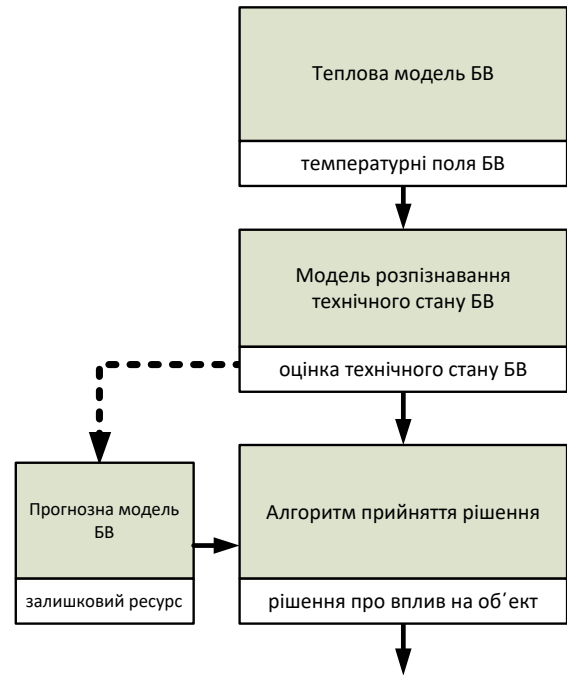 Теплова модель БВ
температурні поля БВ
Модель розпізнавання
технічного стану БВ
оцінка технічного стану БВ
Прогнозна модель
БВ
залишковий ресурс
Алгоритм прийняття рішення
рішення про вплив на об΄ект